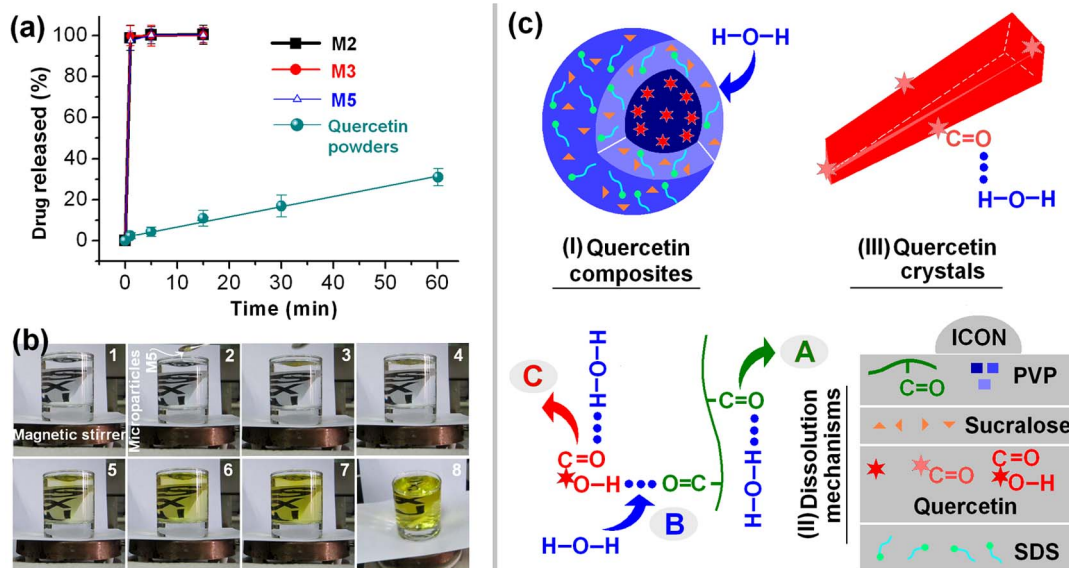 (a)
100
80
60
40
20
0
Drug released (%)
M2
M3
M5
Quercetin
powders
0 10 20 30 40 50 60
Time (min)
(b)
1
2
3
4
M5
Microparticles
Magnetic stirrer
5
6
7
8
(c)
H-O-H
C=O
H-O-H
(I) Quercetin
composites
(III) Quercetin
crystals
A
C
B
H-O-H
C=O
C=O
O-H
O=C
H-O-H
H-O-H
(II) Dissolution
mechanisms
ICON
C=O
PVP
Sucralose
C=O
C=O
O-H
Quercetin
SDS